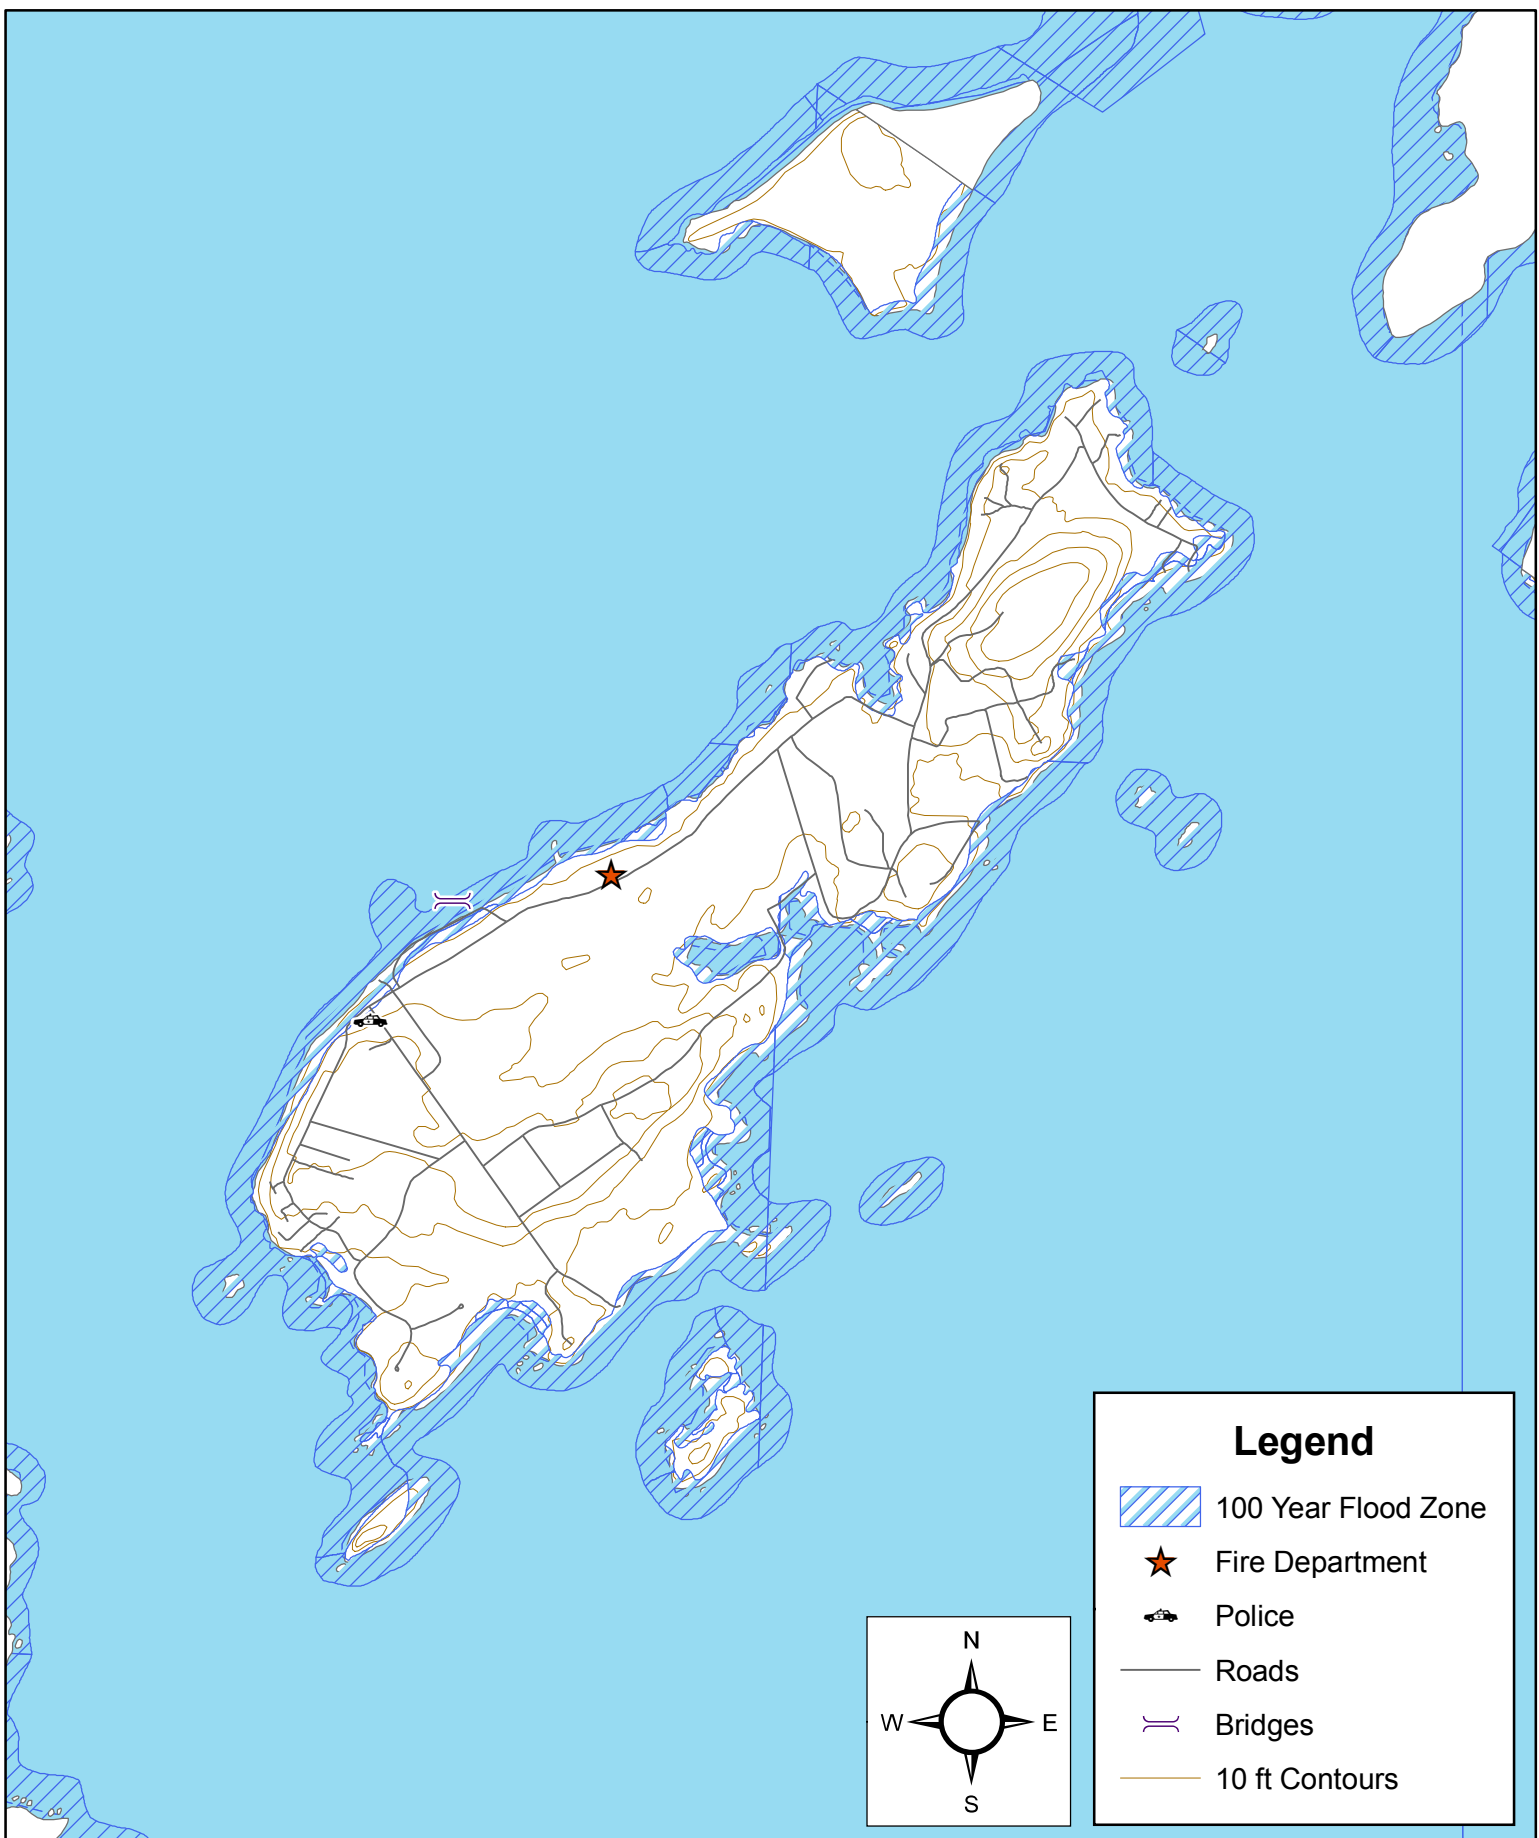 Legend
100 Year Flood Zone
Fire Department
Police
Roads
Bridges
10 ft Contours
N
W E
S